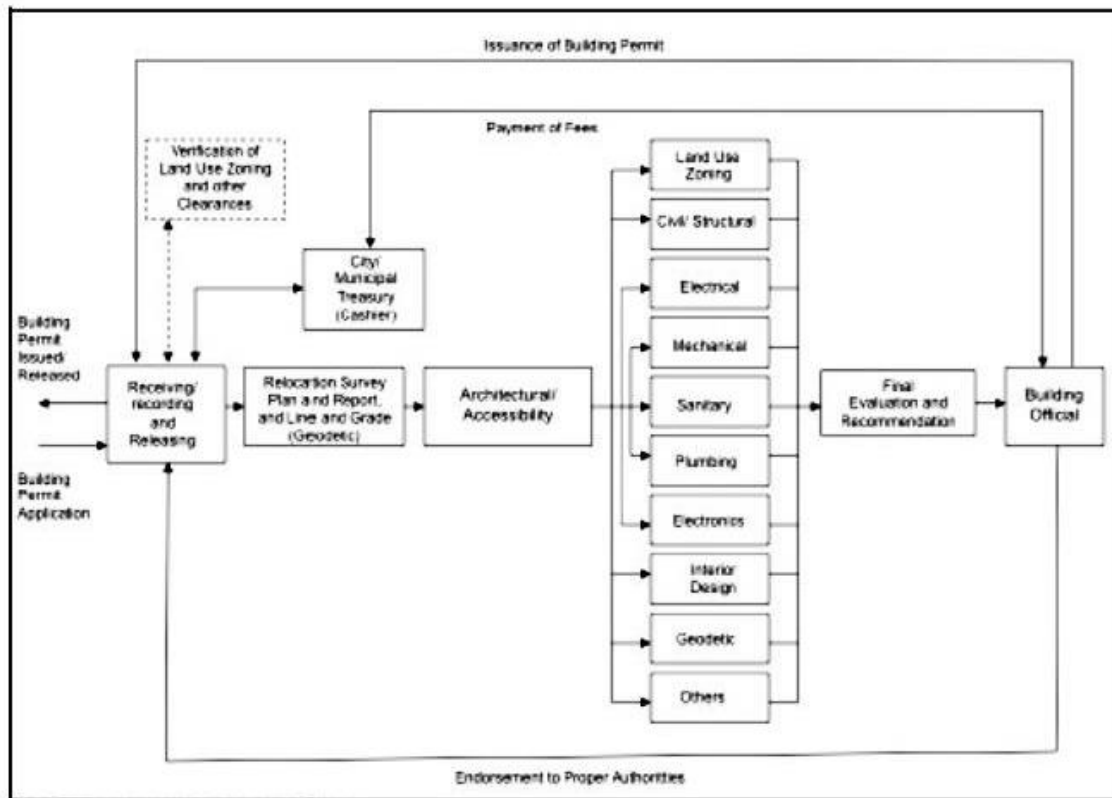 Issuance of Building Permit
Payment of Fees
Verification of
Land Use Zoning
and other
Clearances
City/
Municipal
Treasury
(Cashier)
Building
Permit
Issued/
Released
Receiving/
recording
and
Releasing
Building
Permit
Application
Relocation Survey
Plan and Report,
and Line and Grade
(Geodetic)
Architectural/
Accessibility
Land Use
Zoning
Civil/ Structural
Electrical
Mechanical
Sanitary
Plumbing
Electronics
Interior
Design
Geodetic
Others
Final
Evaluation and
Recommendation
Building
Official
Endorsement to Proper Authorities